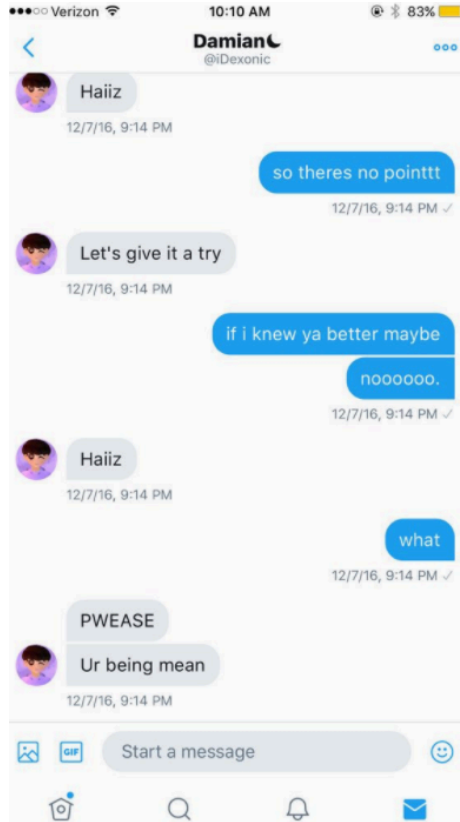 Verizon 10:10 AM 83%
Damian
@iDexonic
Haiiz
12/7/16, 9:14 PM
so theres no pointtt
12/7/16, 9:14 PM ✓
Let's give it a try
12/7/16, 9:14 PM
if i knew ya better maybe
noooooo.
12/7/16, 9:14 PM ✓
Haiiz
12/7/16, 9:14 PM
what
12/7/16, 9:14 PM ✓
PWEASE
Ur being mean
12/7/16, 9:14 PM
GIF Start a message